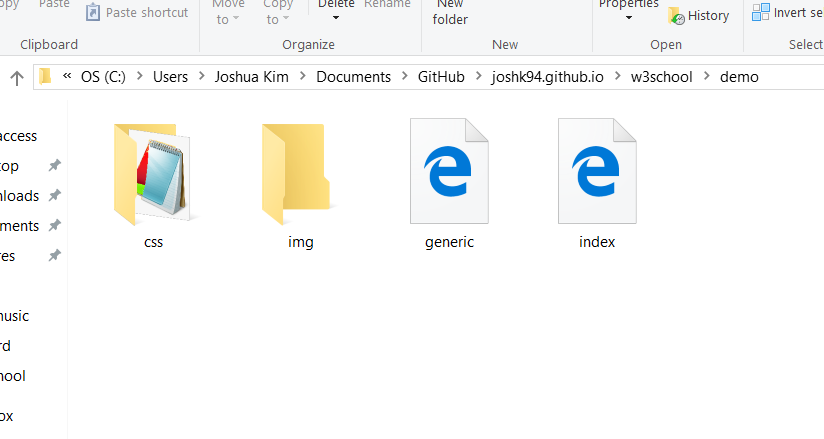 Paste
Paste shortcut
Move to
Copy to
Delete
Rename
New folder
Properties
History
Invert se
Clipboard
Organize
New
Open
Select
« OS (C:) > Users > Joshua Kim > Documents > GitHub > joshk94.github.io > w3school > demo
access
top
nloads
ments
res
music
rd
hool
ox
css
img
generic
index